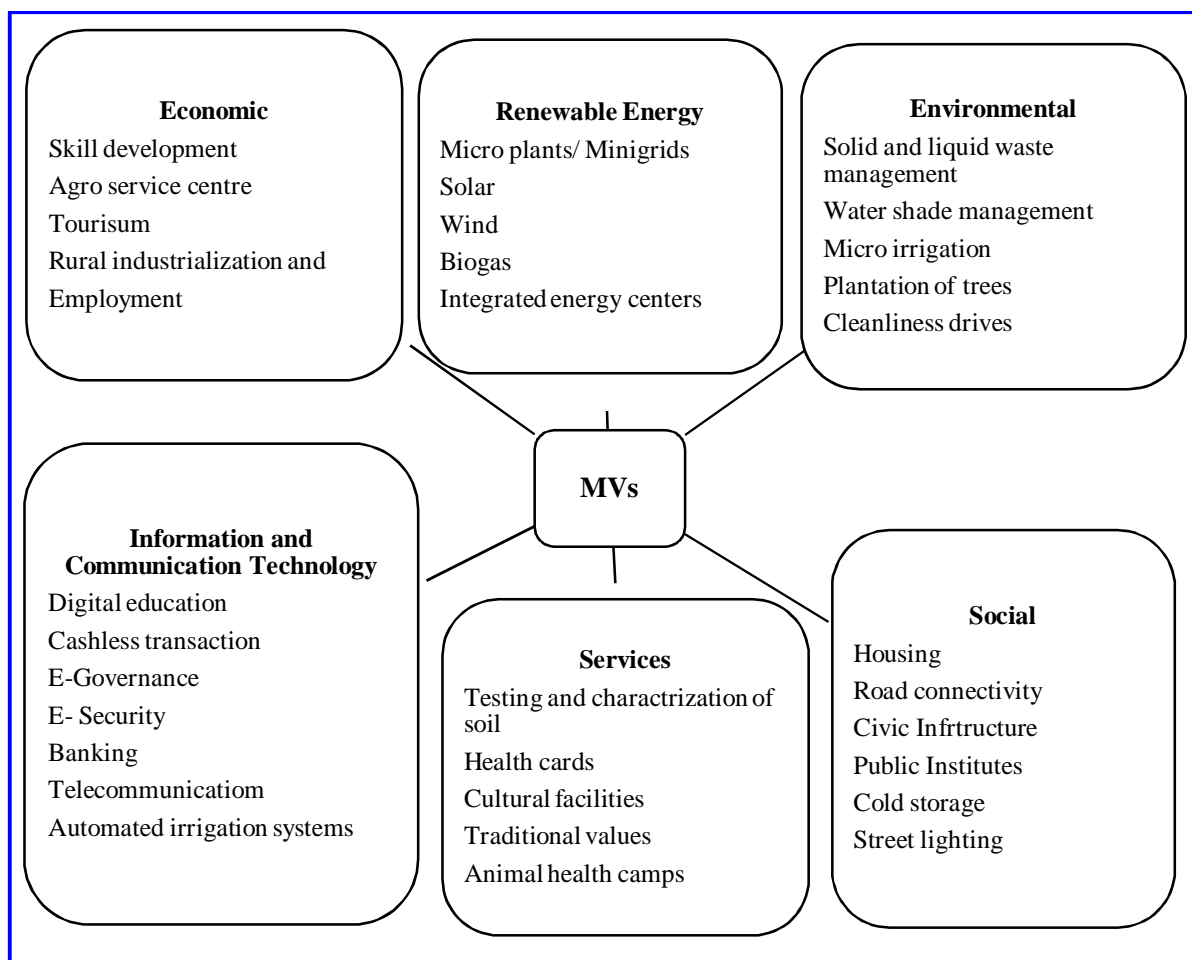 Economic
Skill development
Agro service centre
Tourisum
Rural industrialization and
Employment
Renewable Energy
Micro plants/ Minigrids
Solar
Wind
Biogas
Integrated energy centers
Environmental
Solid and liquid waste
management
Water shade management
Micro irrigation
Plantation of trees
Cleanliness drives
MVs
Information and
Communication Technology
Digital education
Cashless transaction
E-Governance
E- Security
Banking
Telecommunicatiom
Automated irrigation systems
Services
Testing and charactrization of
soil
Health cards
Cultural facilities
Traditional values
Animal health camps
Social
Housing
Road connectivity
Civic Infrtructure
Public Institutes
Cold storage
Street lighting